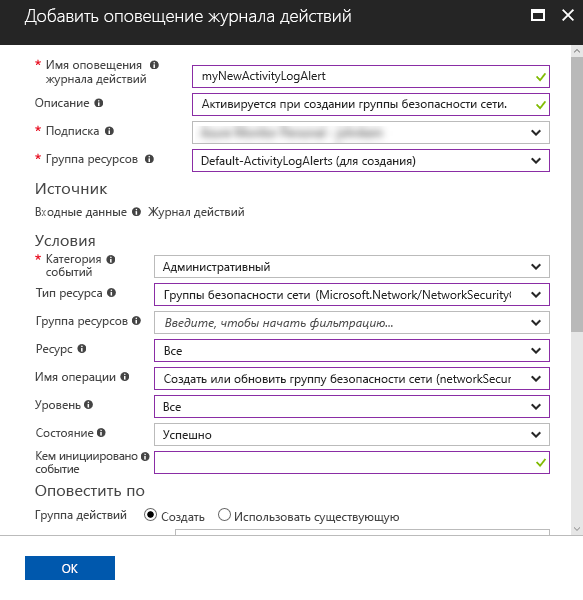 Добавить оповещение журнала действий
* Имя оповещения журнала действий myNewActivityLogAlert
Описание Активируется при создании группы безопасности сети.
* Подписка
* Группа ресурсов Default-ActivityLogAlerts (для создания)
Источник
Входные данные Журнал действий
Условия
* Категория событий Административный
Тип ресурса Группы безопасности сети (Microsoft.Network/NetworkSecurity
Группа ресурсов Введите, чтобы начать фильтрацию...
Ресурс Все
Имя операции Создать или обновить группу безопасности сети (networkSecur
Уровень Все
Состояние Успешно
Кем инициировано событие
Оповестить по
Группа действий Создать Использовать существующую
OK